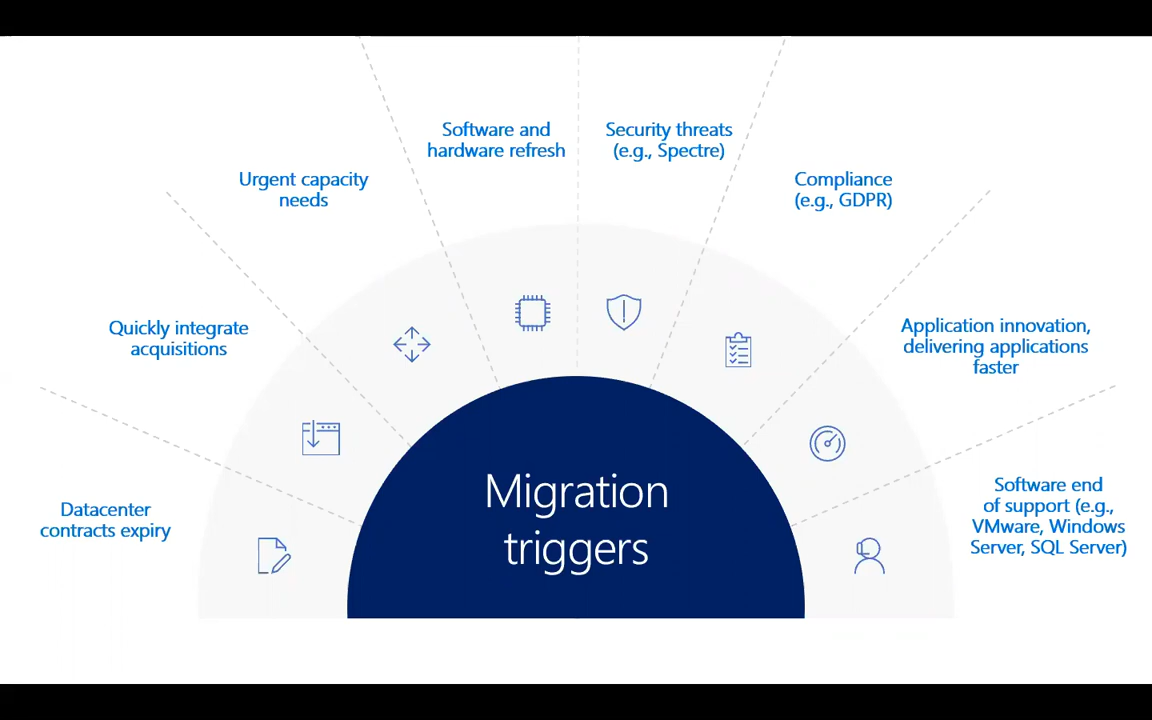 Software and
hardware refresh
Security threats
(e.g., Spectre)
Urgent capacity
needs
Compliance
(e.g., GDPR)
Quickly integrate
acquisitions
Application innovation,
delivering applications
faster
Datacenter
contracts expiry
Migration
triggers
Software end
of support (e.g.,
VMware, Windows
Server, SQL Server)